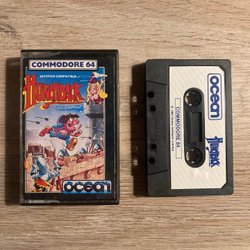 COMMODORE 64
JOYSTICK COMPATIBLE
Hunchback
ocean
ocean
COMMODORE 64
Hunchback